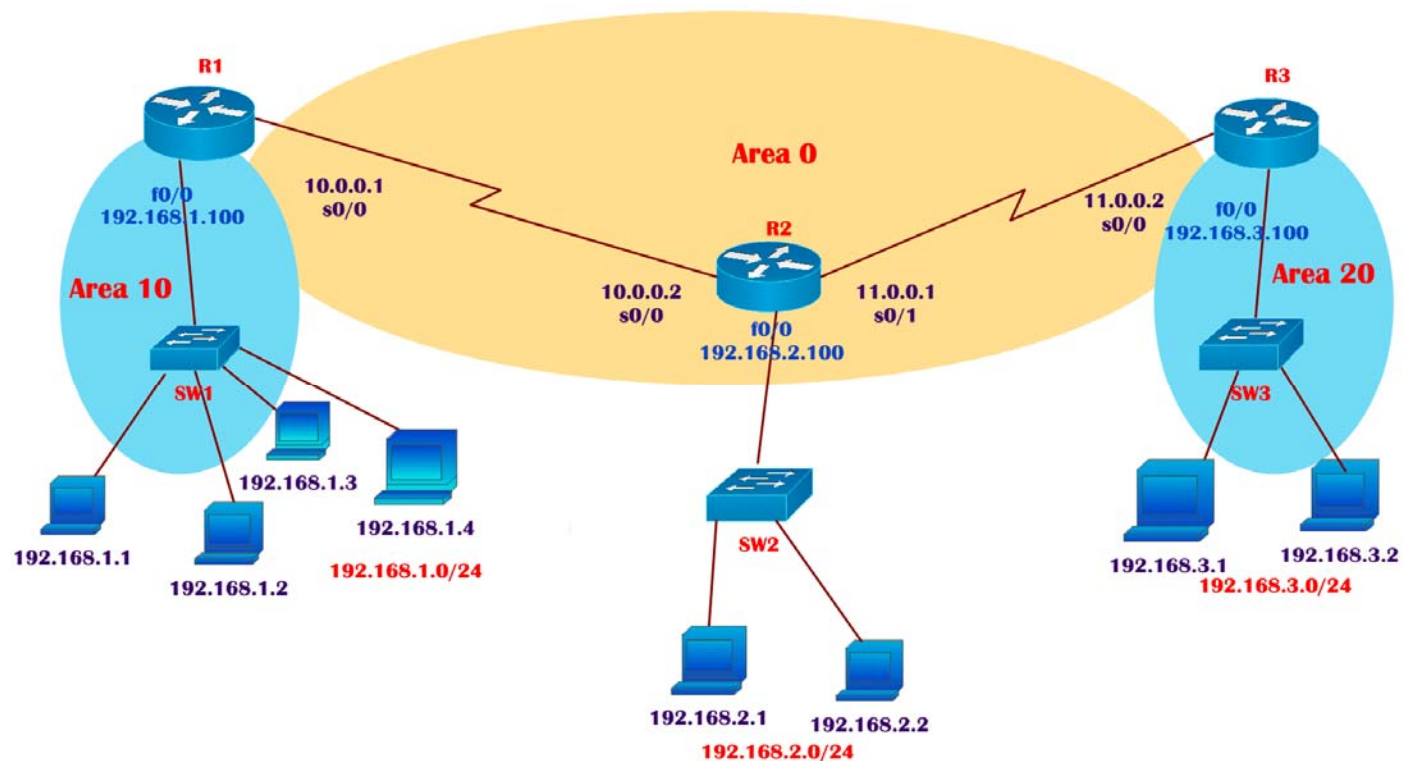 R1
R3
Area 0
f0/0
192.168.1.100
10.0.0.1
s0/0
11.0.0.2
s0/0
f0/0
192.168.3.100
R2
Area 10
Area 20
10.0.0.2
s0/0
11.0.0.1
s0/1
f0/0
192.168.2.100
SW1
SW3
192.168.1.3
192.168.1.4
192.168.1.1
192.168.1.2
192.168.1.0/24
SW2
192.168.3.1
192.168.3.2
192.168.3.0/24
192.168.2.1
192.168.2.2
192.168.2.0/24